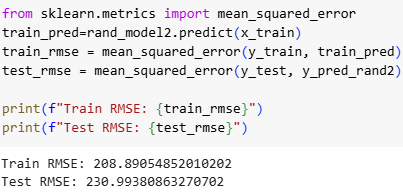 from sklearn.metrics import mean_squared_error
train_pred=rand_model2.predict(x_train)
train_rmse = mean_squared_error(y_train, train_pred)
test_rmse = mean_squared_error(y_test, y_pred_rand2)
print(f"Train RMSE: {train_rmse}")
print(f"Test RMSE: {test_rmse}")
Train RMSE: 208.89054852010202
Test RMSE: 230.99380863270702